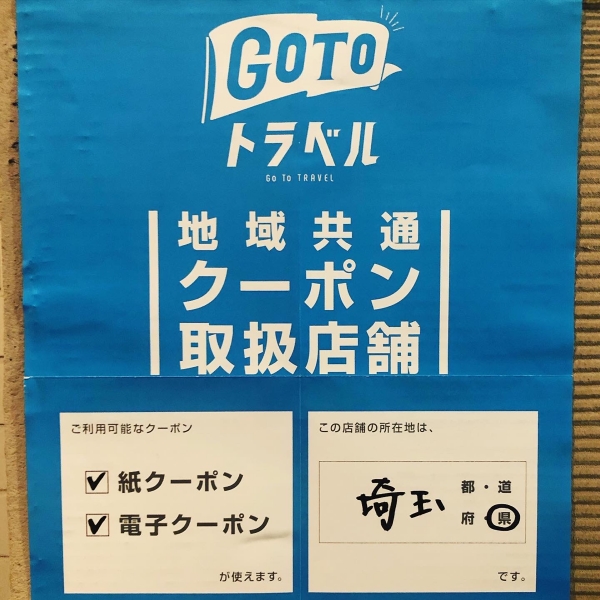 GOTO
トラベル
Go To TRAVEL
地域共通
クーポン
取扱店舗
ご利用可能なクーポン
紙クーポン
電子クーポン
が使えます。
この店舗の所在地は、
埼玉
都・道
府 県
です。